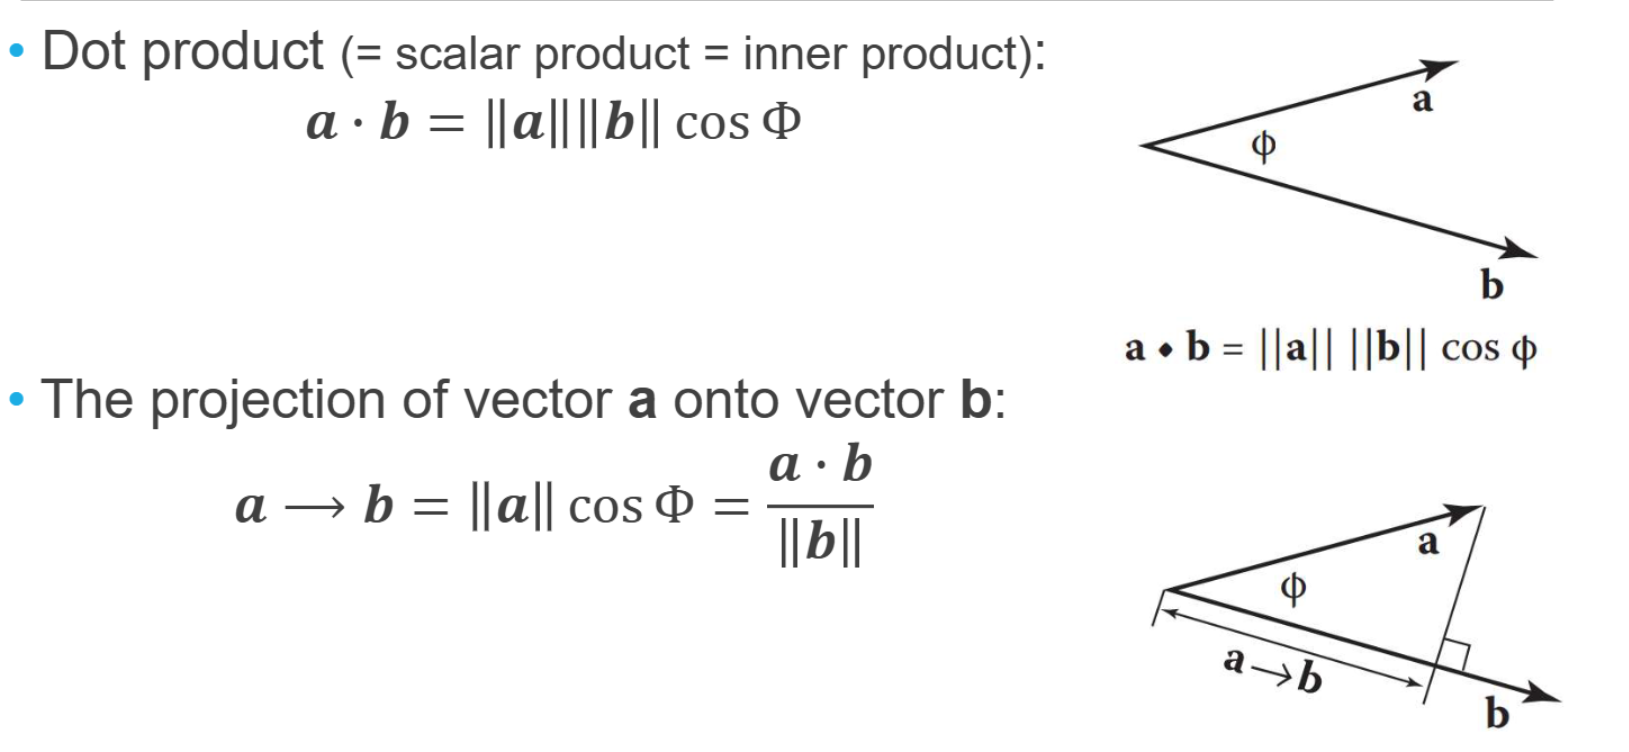 • Dot product (= scalar product = inner product):
a · b = ||a|| ||b|| cos Φ
a
ϕ
b
a • b = ||a|| ||b|| cos ϕ
• The projection of vector a onto vector b:
a ⟶ b = ||a|| cos Φ = a · b / ||b||
a
ϕ
a→b
b